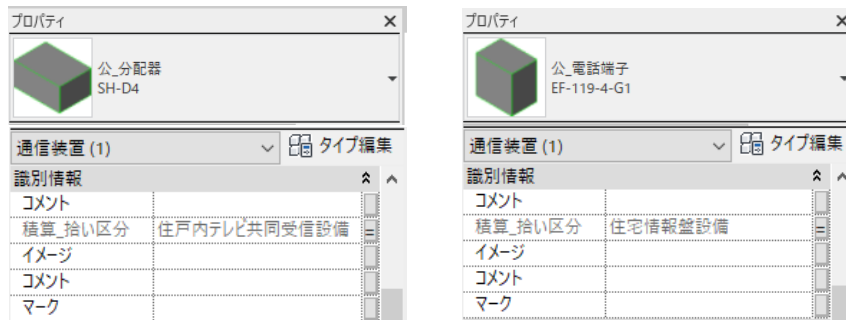 プロパティ
公_分配器
SH-D4
通信装置 (1)
タイプ編集
識別情報
コメント
積算_拾い区分 住戸内テレビ共同受信設備 =
イメージ
コメント
マーク
プロパティ
公_電話端子
EF-119-4-G1
通信装置 (1)
タイプ編集
識別情報
コメント
積算_拾い区分 住宅情報盤設備 =
イメージ
コメント
マーク